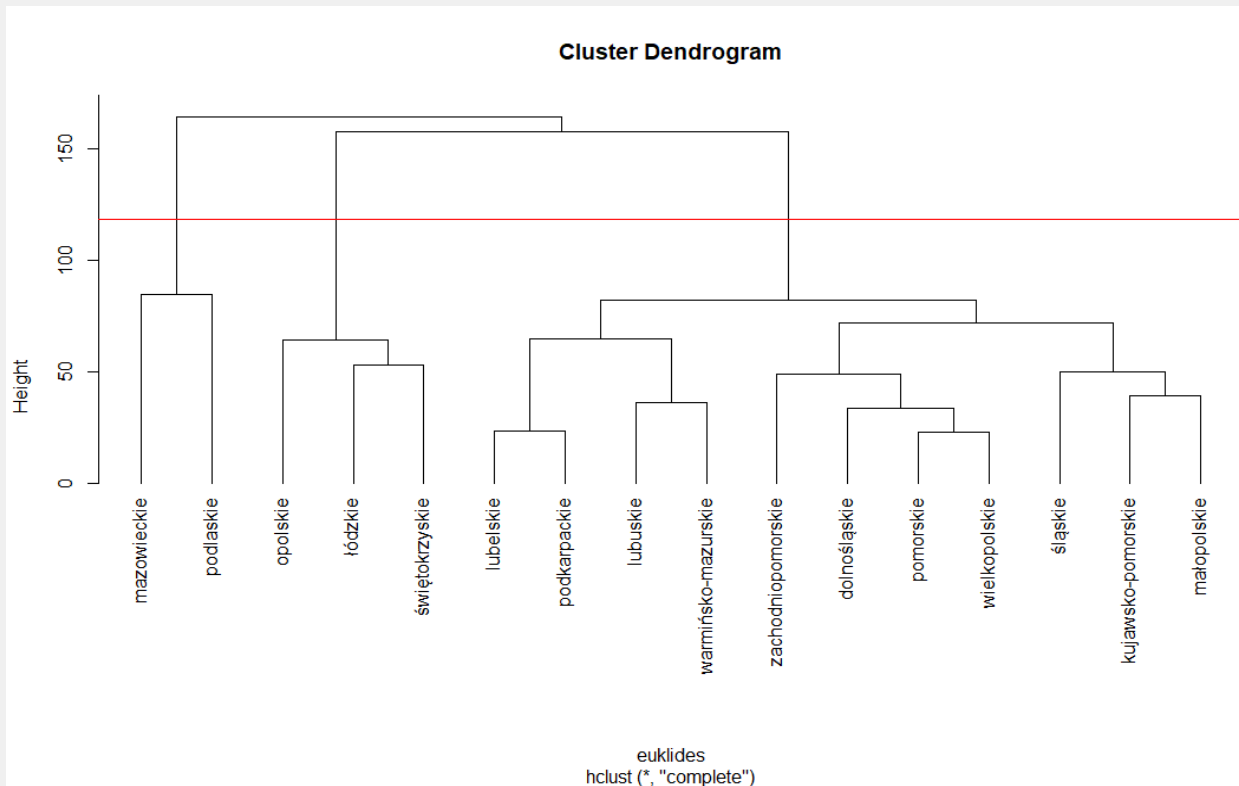 Cluster Dendrogram
Height
150
100
50
0
mazowieckie
podlaskie
opolskie
łódzkie
świętokrzyskie
lubelskie
podkarpackie
lubuskie
warmińsko-mazurskie
zachodniopomorskie
dolnośląskie
pomorskie
wielkopolskie
śląskie
kujawsko-pomorskie
małopolskie
euklides
hclust (*, "complete")